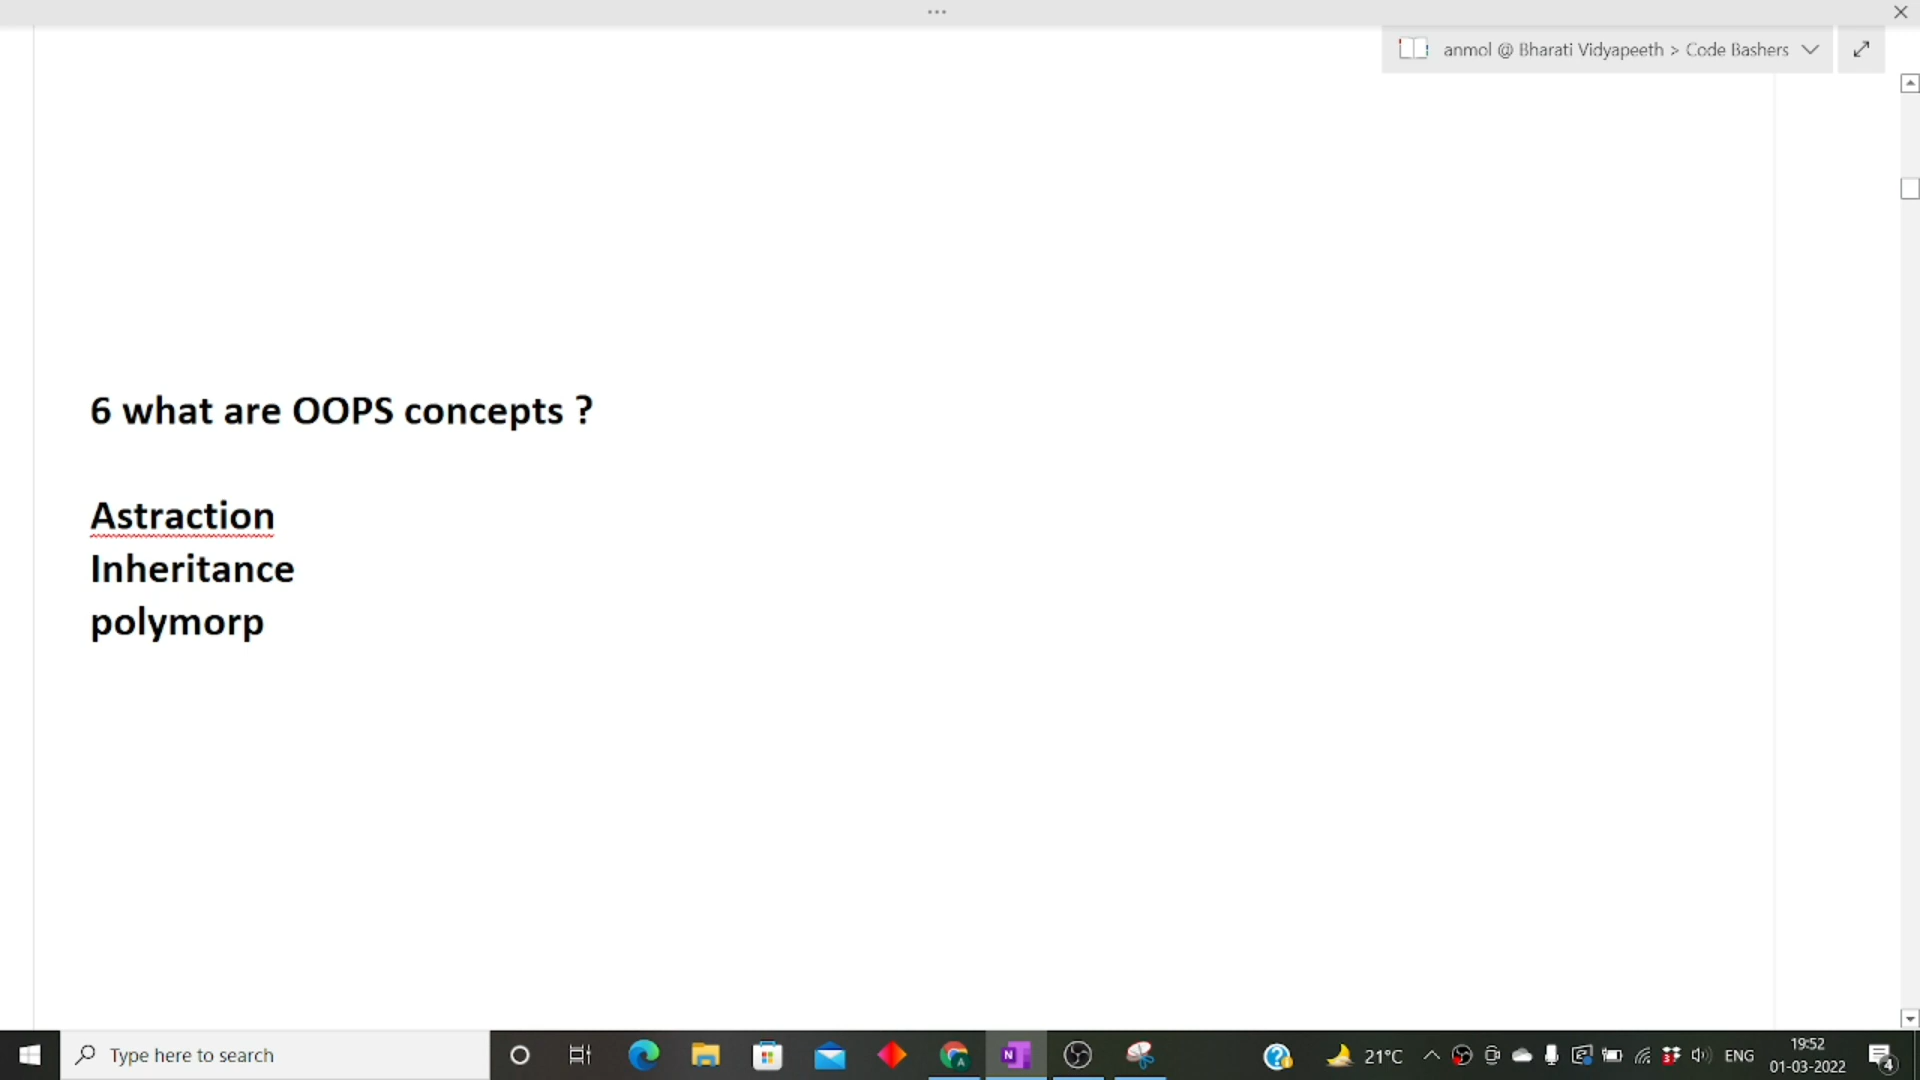 anmol @ Bharati Vidyapeeth > Code Bashers
6 what are OOPS concepts ?
Astraction
Inheritance
polymorp
Type here to search
21°C
ENG
19:52
01-03-2022
4